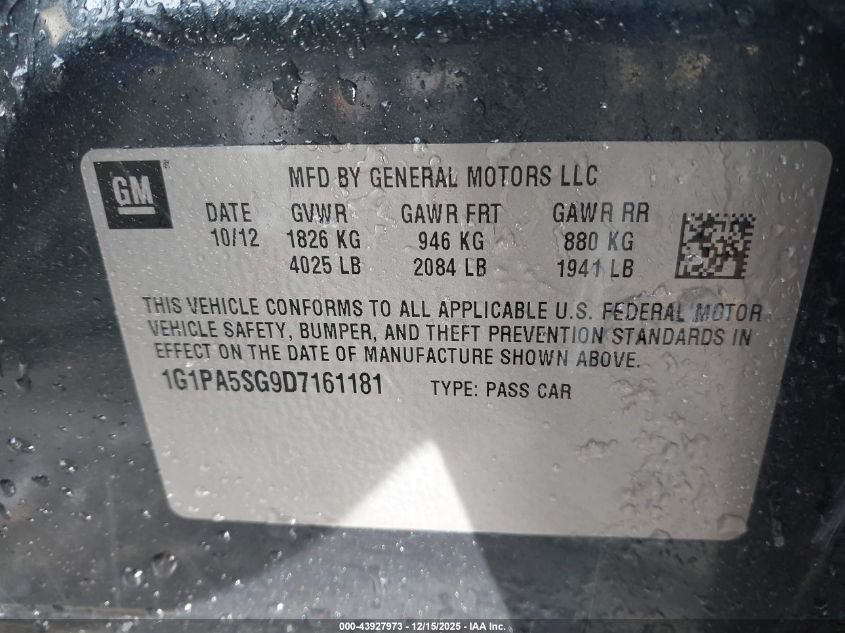 GM
MFD BY GENERAL MOTORS LLC
DATE GVWR GAWR FRT GAWR RR
10/12 1826 KG 946 KG 880 KG
4025 LB 2084 LB 1941 LB
THIS VEHICLE CONFORMS TO ALL APPLICABLE U.S. FEDERAL MOTOR
VEHICLE SAFETY, BUMPER, AND THEFT PREVENTION STANDARDS IN
EFFECT ON THE DATE OF MANUFACTURE SHOWN ABOVE.
1G1PA5SG9D7161181 TYPE: PASS CAR
000-43927973 - 12/15/2025 - IAA Inc.